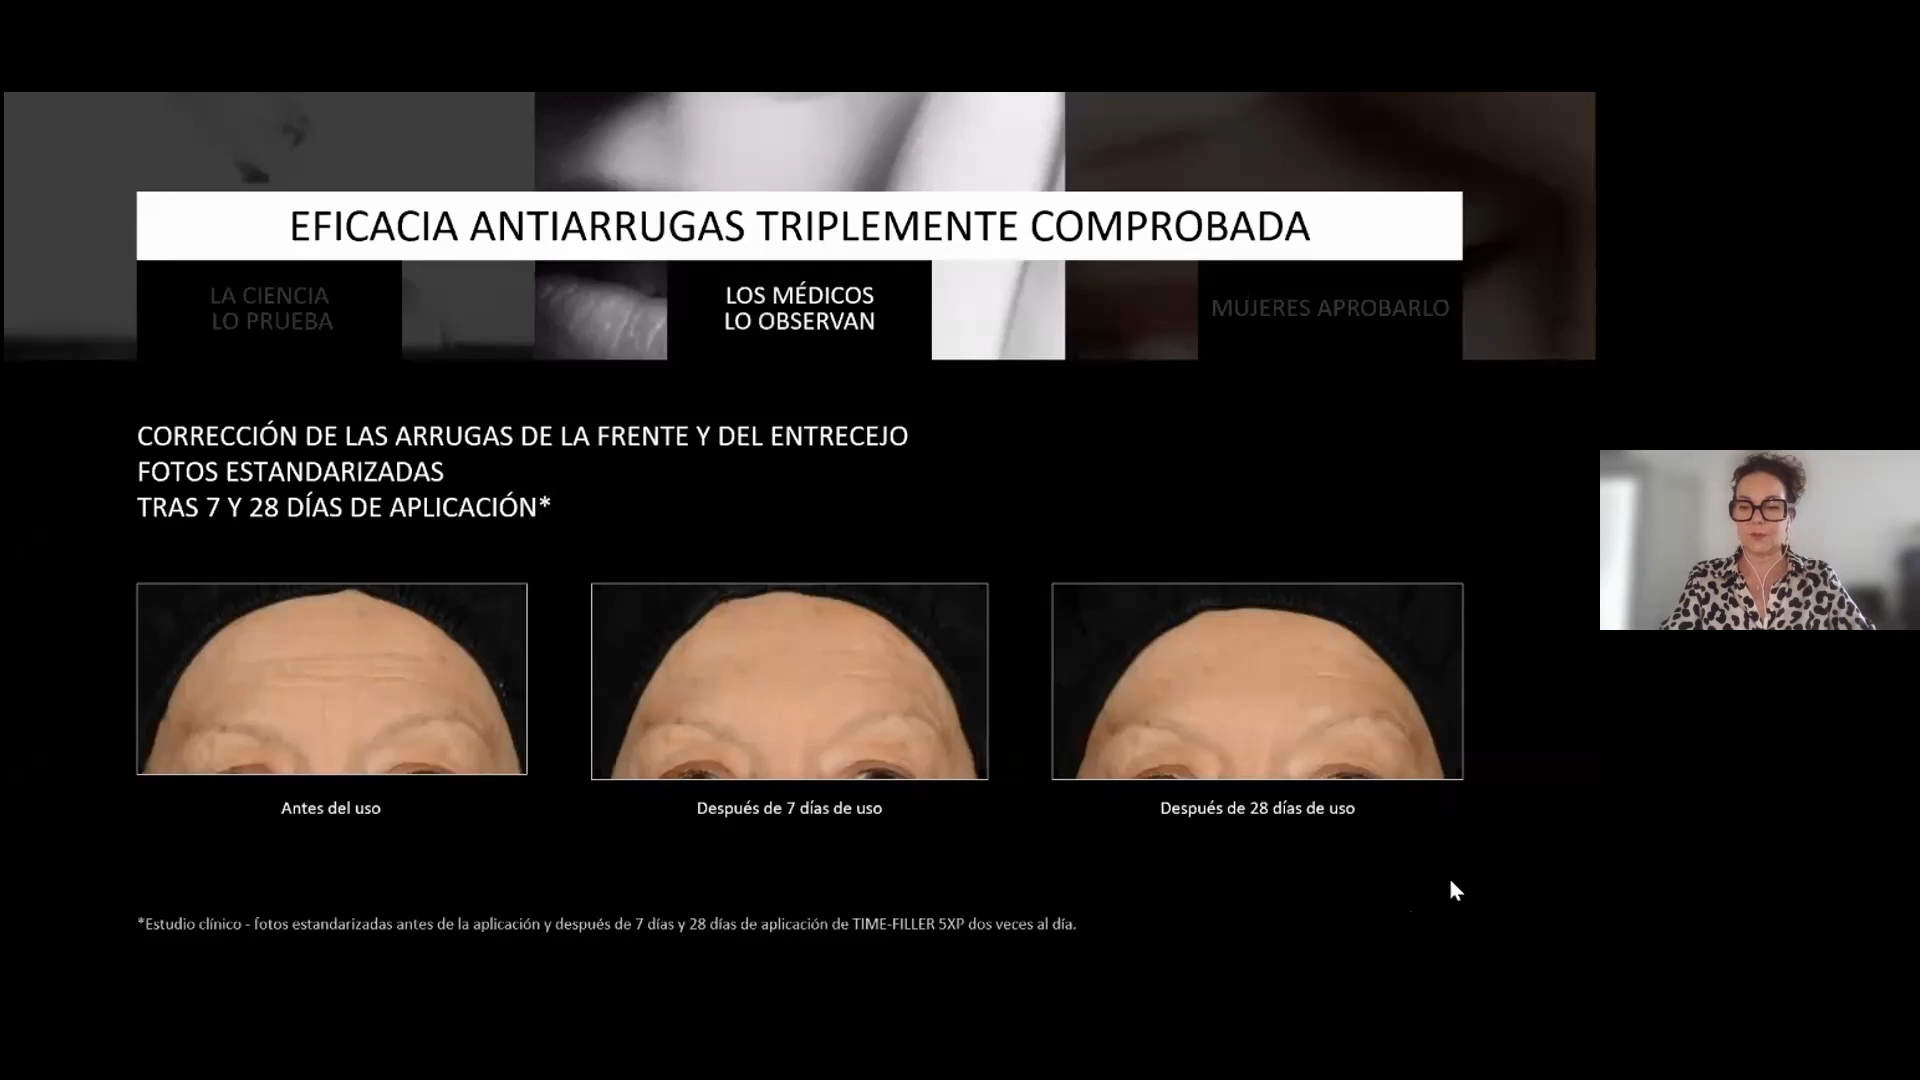 EFICACIA ANTIARRUGAS TRIPLEMENTE COMPROBADA
LA CIENCIA
LO PRUEBA
LOS MÉDICOS
LO OBSERVAN
MUJERES APROBARLO
CORRECCIÓN DE LAS ARRUGAS DE LA FRENTE Y DEL ENTRECEJO
FOTOS ESTANDARIZADAS
TRAS 7 Y 28 DÍAS DE APLICACIÓN*
Antes del uso
Después de 7 días de uso
Después de 28 días de uso
*Estudio clínico - fotos estandarizadas antes de la aplicación y después de 7 días y 28 días de aplicación de TIME-FILLER 5XP dos veces al día.